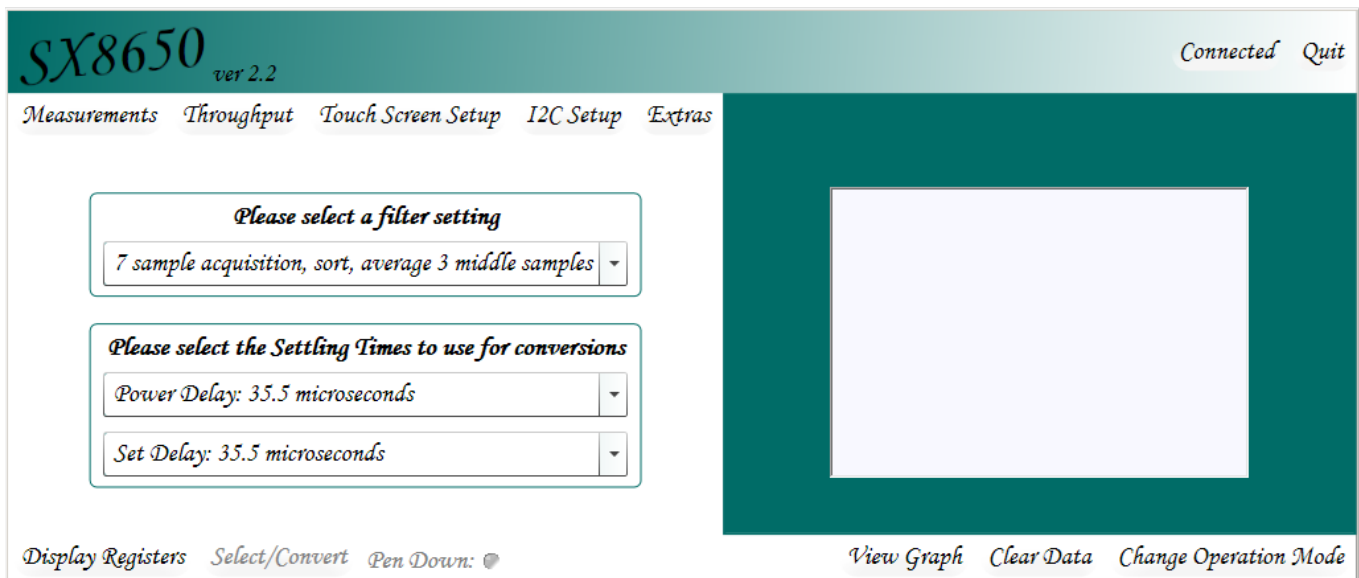 SX8650 ver 2.2
Connected Quit
Measurements Throughput Touch Screen Setup I2C Setup Extras
Please select a filter setting
7 sample acquisition, sort, average 3 middle samples
Please select the Settling Times to use for conversions
Power Delay: 35.5 microseconds
Set Delay: 35.5 microseconds
Display Registers Select/Convert Pen Down:
View Graph Clear Data Change Operation Mode